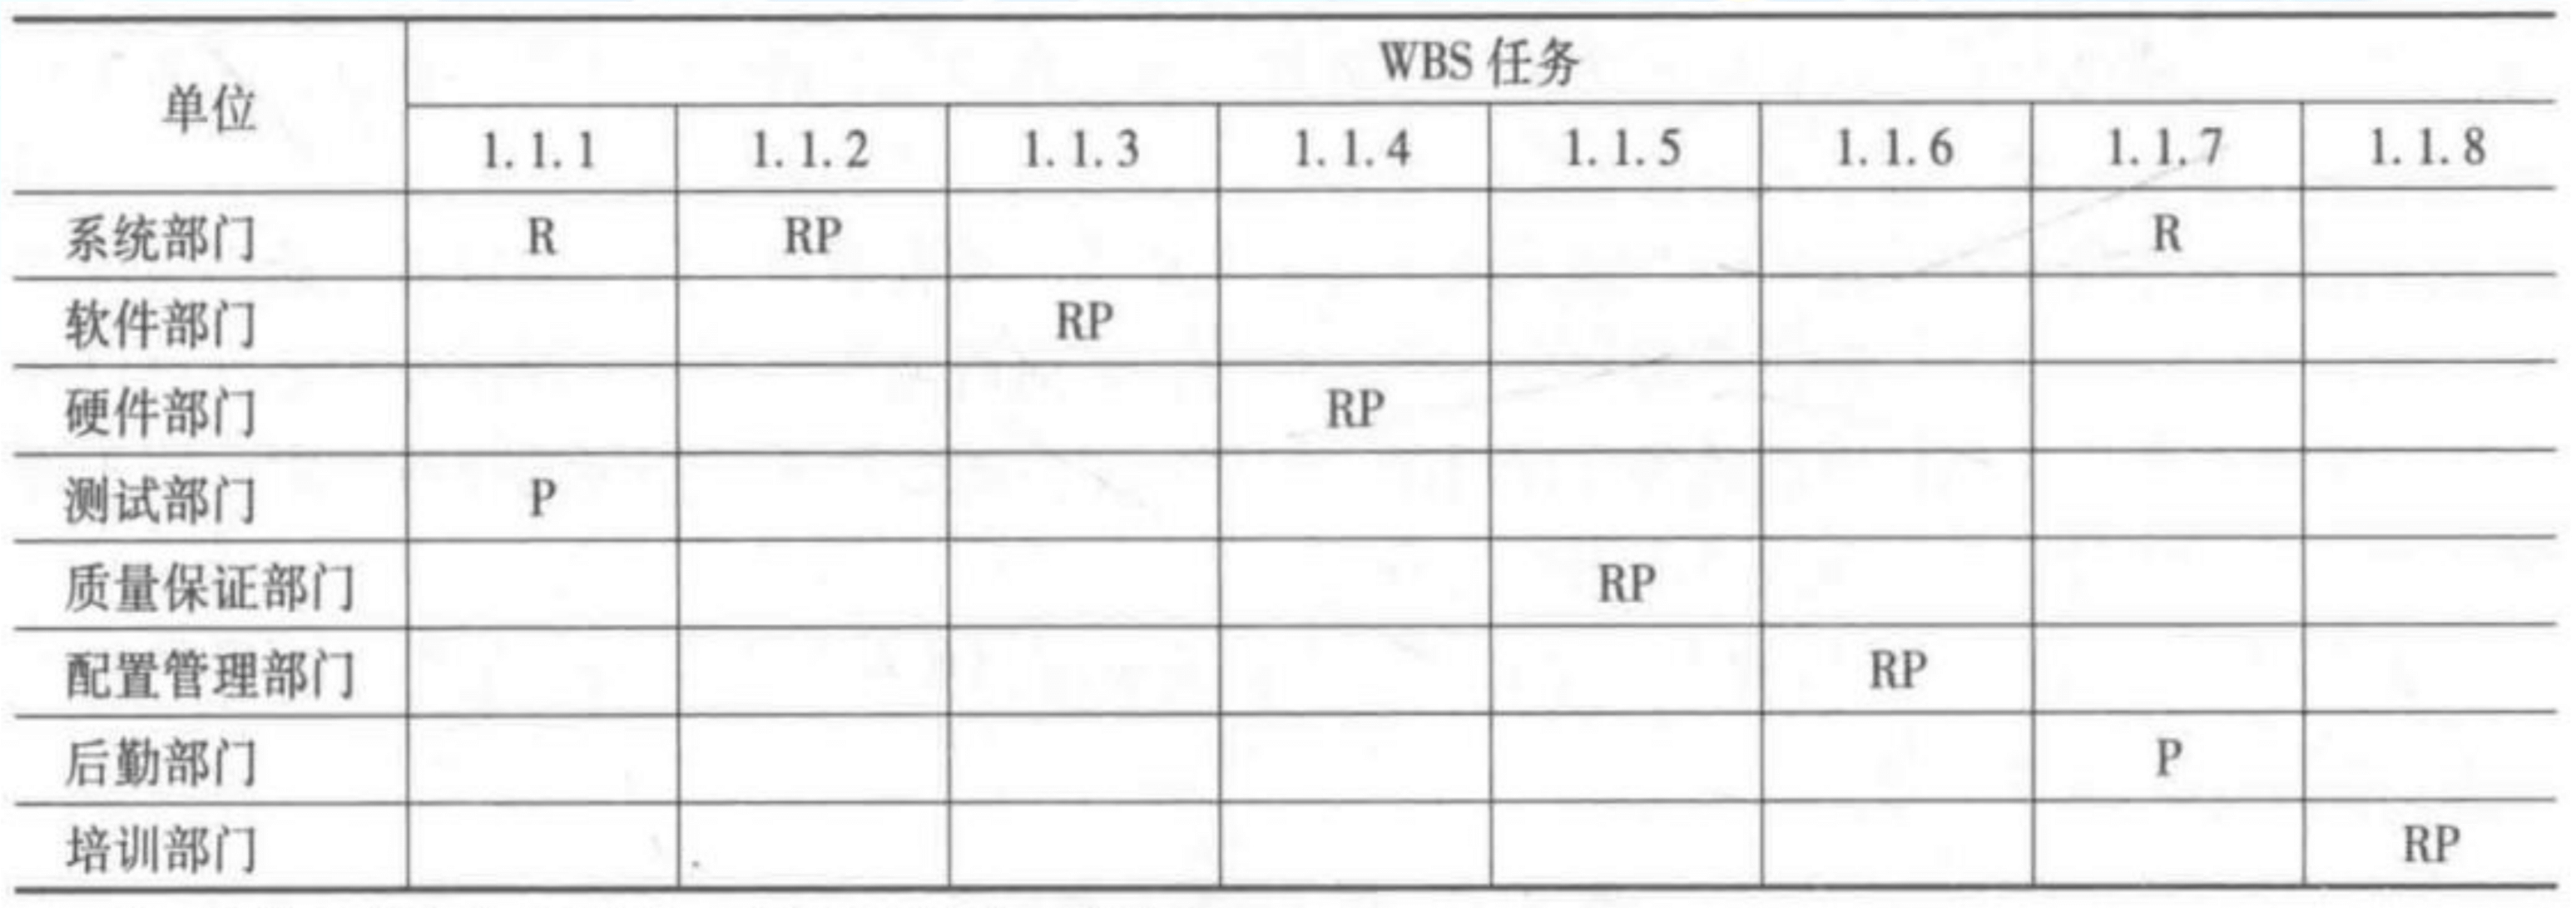 单位 WBS 任务
1.1.1 1.1.2 1.1.3 1.1.4 1.1.5 1.1.6 1.1.7 1.1.8
系统部门 R RP R
软件部门 RP
硬件部门 RP
测试部门 P
质量保证部门 RP
配置管理部门 RP
后勤部门 P
培训部门 RP